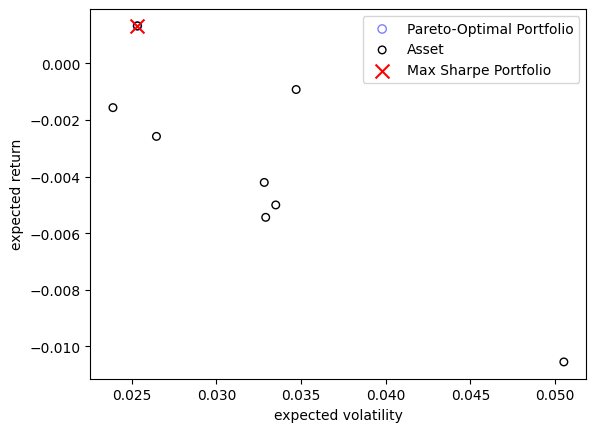 Pareto-Optimal Portfolio
Asset
Max Sharpe Portfolio
0.000
−0.002
−0.004
−0.006
−0.008
−0.010
expected return
0.025 0.030 0.035 0.040 0.045 0.050
expected volatility